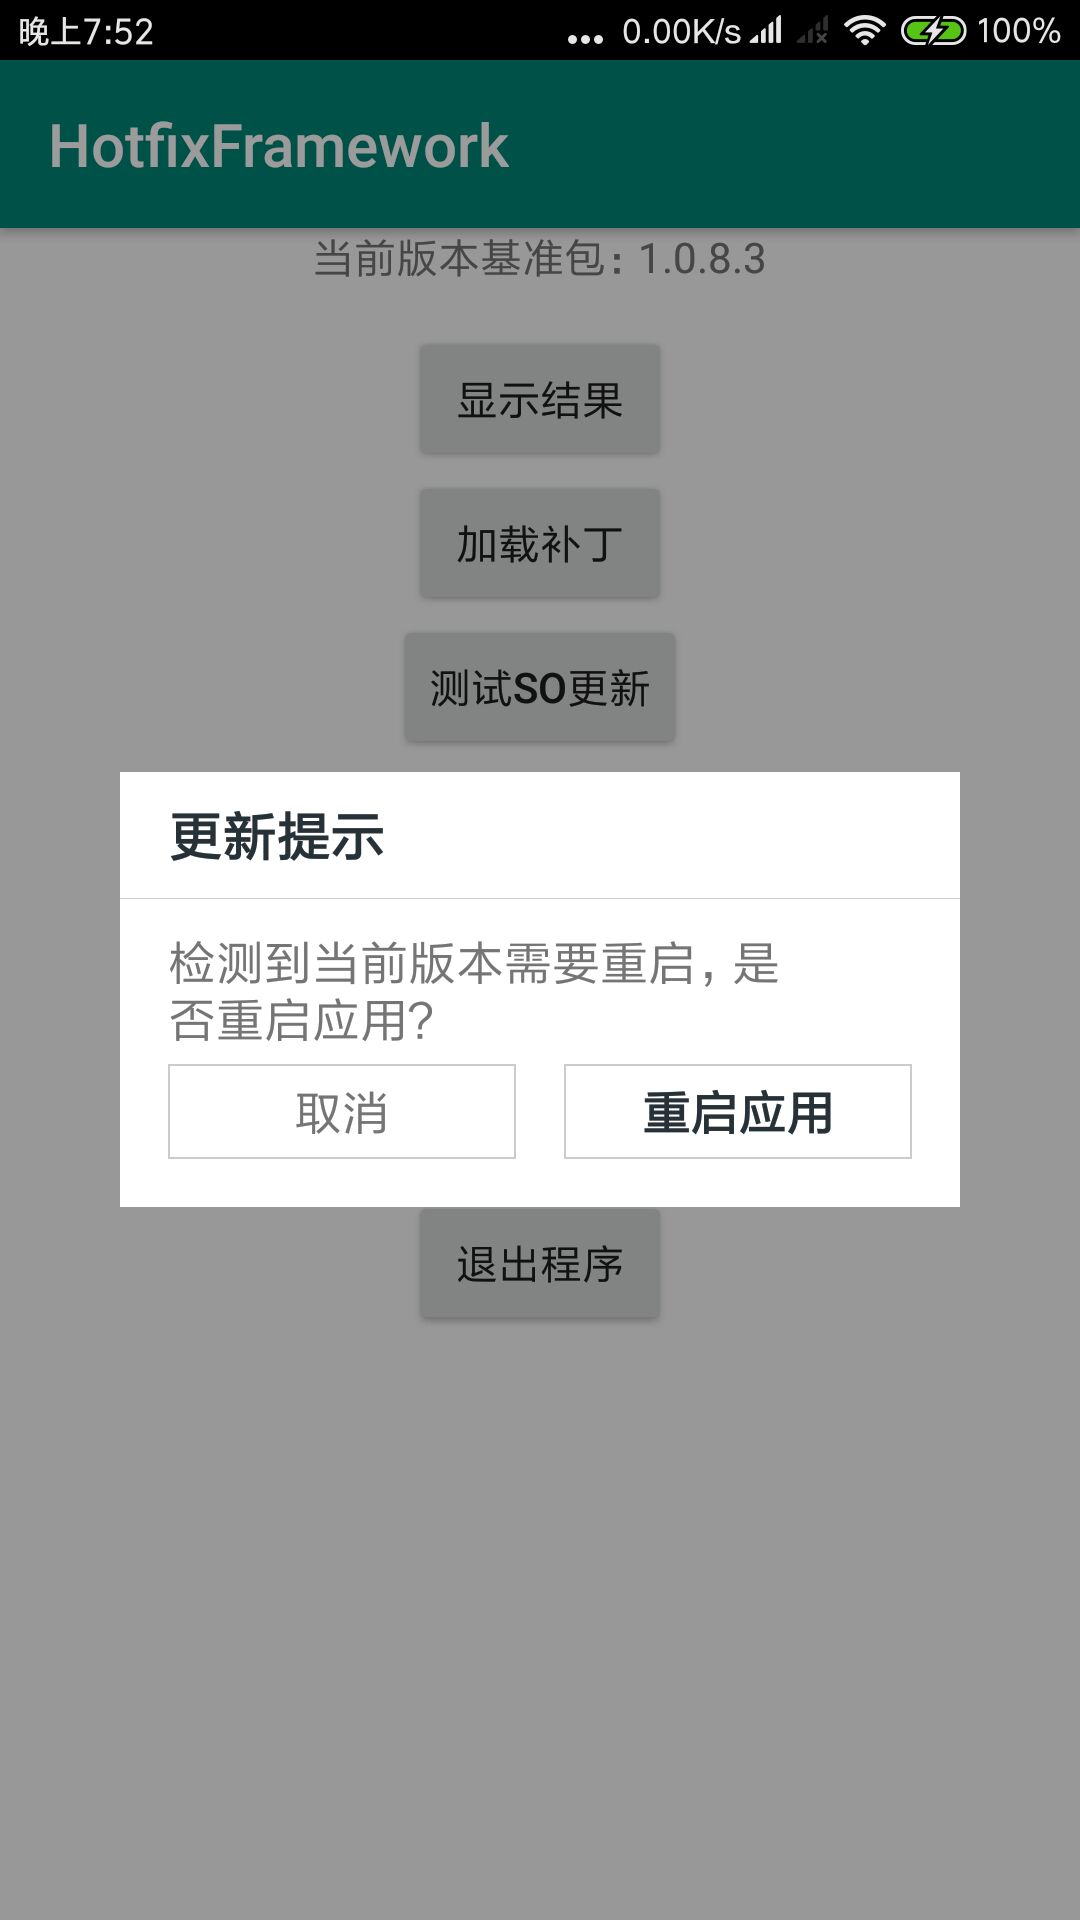 晚上7:52
... 0.00K/s 100%
HotfixFramework
当前版本基准包：1.0.8.3
显示结果
加载补丁
测试SO更新
更新提示
检测到当前版本需要重启，是
否重启应用?
取消 重启应用
退出程序